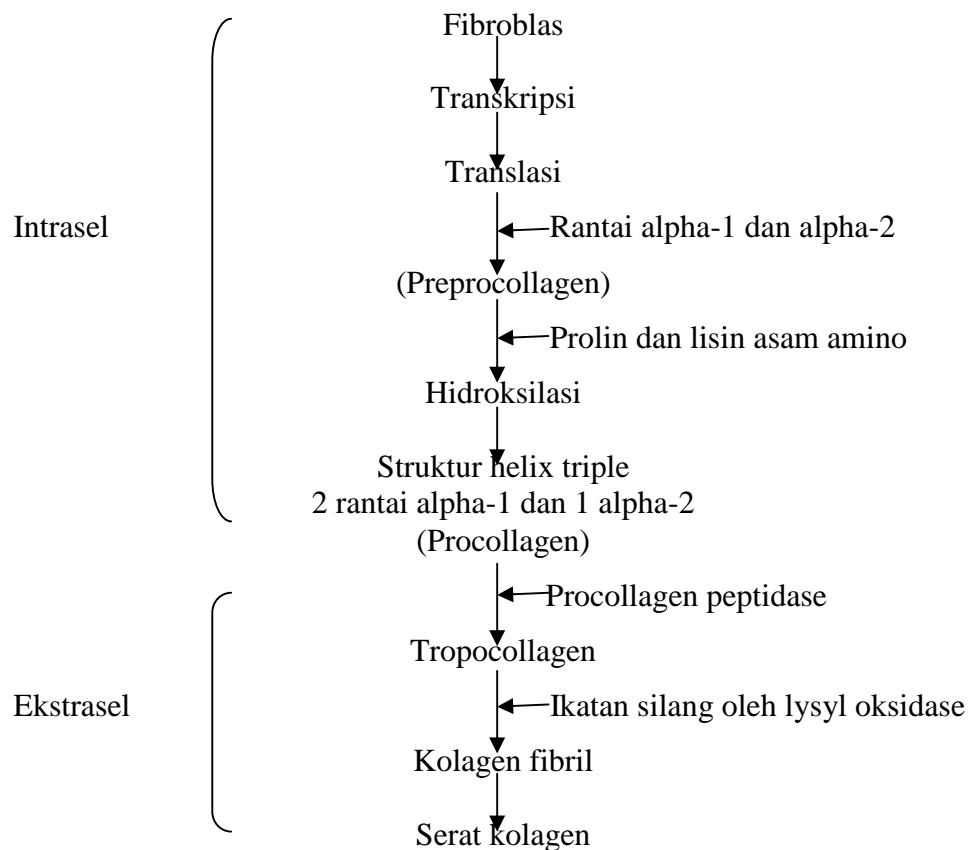 Fibroblas
Transkripsi
Translasi
Intrasel
Rantai alpha-1 dan alpha-2
(Preprocollagen)
Prolin dan lisin asam amino
Hidroksilasi
Struktur helix triple
2 rantai alpha-1 dan 1 alpha-2
(Procollagen)
Procollagen peptidase
Tropocollagen
Ekstrasel
Ikatan silang oleh lysyl oksidase
Kolagen fibril
Serat kolagen